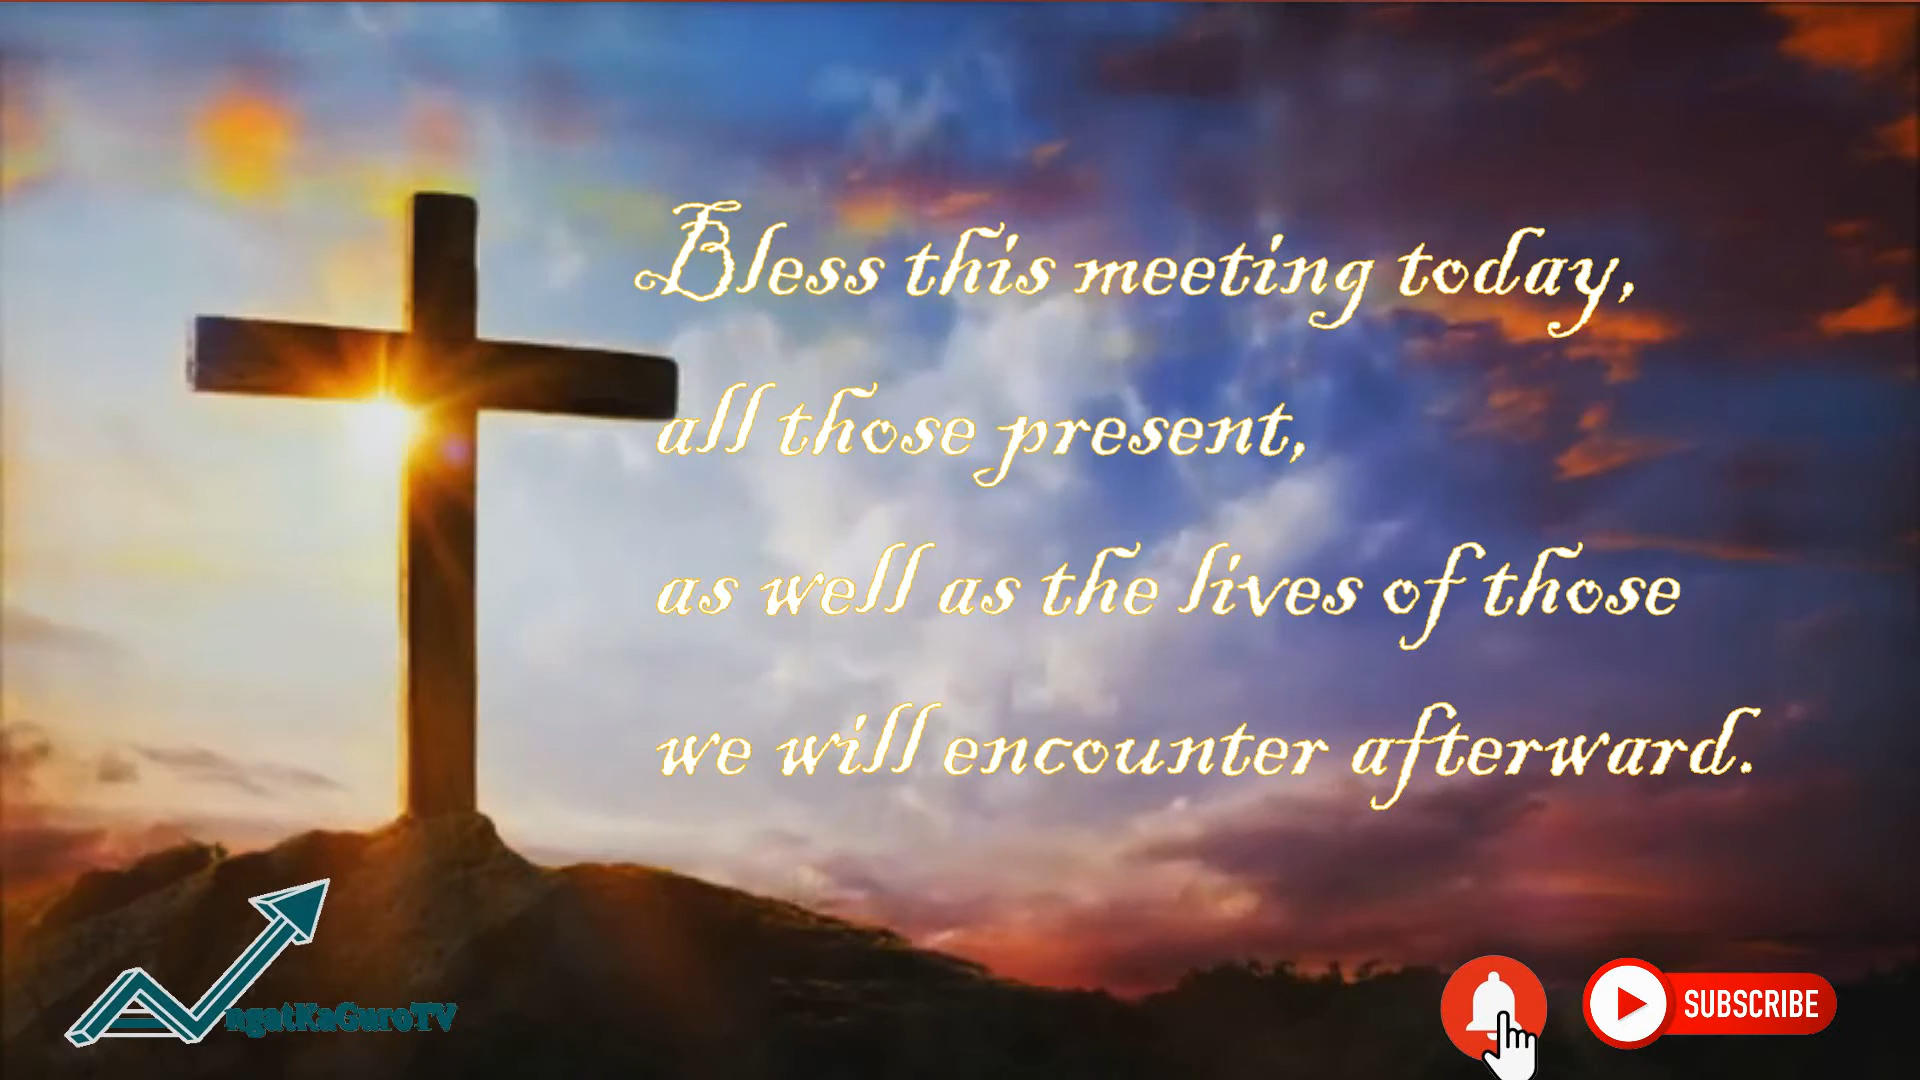 Bless this meeting today,
all those present,
as well as the lives of those
we will encounter afterward.
ngatKaGuroTV
SUBSCRIBE